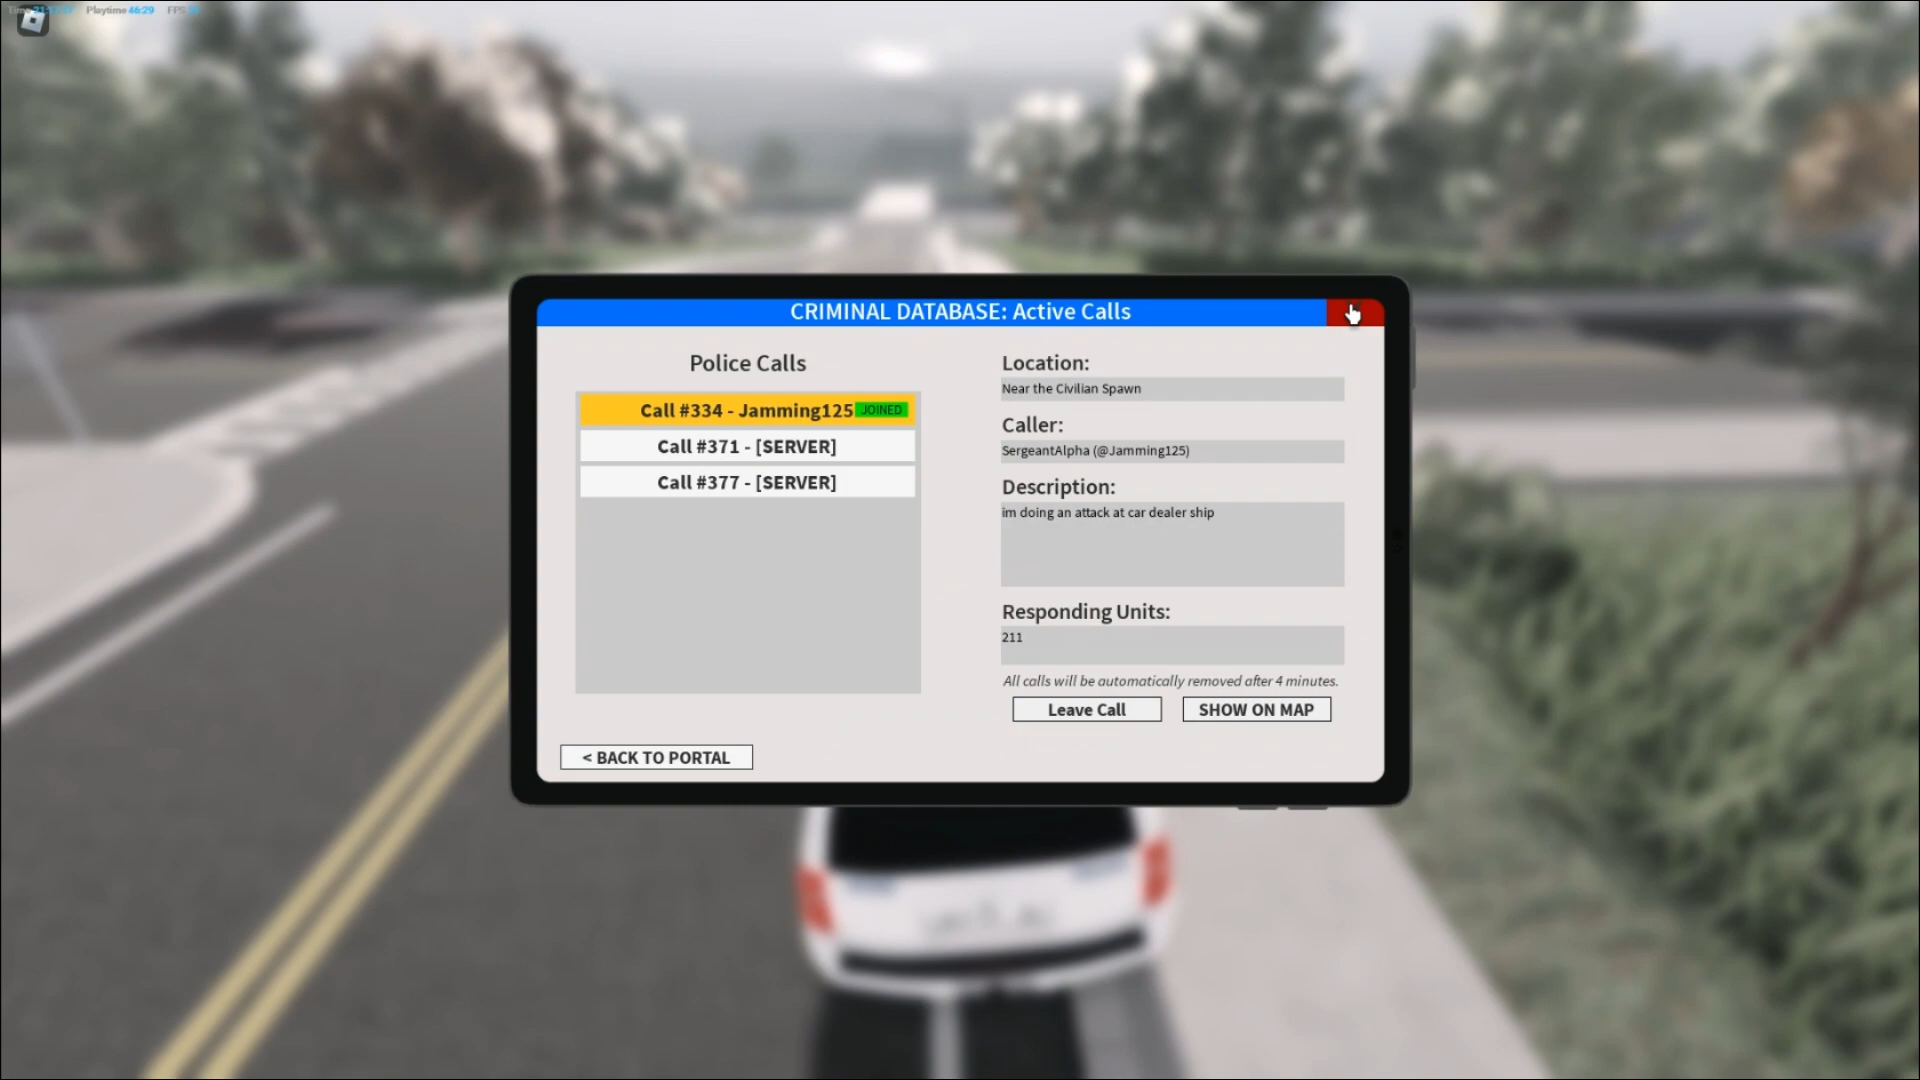 Playtime 46:29 FPS
CRIMINAL DATABASE: Active Calls
Police Calls
Call #334 - Jamming125 JOINED
Call #371 - [SERVER]
Call #377 - [SERVER]
< BACK TO PORTAL
Location:
Near the Civilian Spawn
Caller:
SergeantAlpha (@Jamming125)
Description:
im doing an attack at car dealer ship
Responding Units:
211
All calls will be automatically removed after 4 minutes.
Leave Call SHOW ON MAP